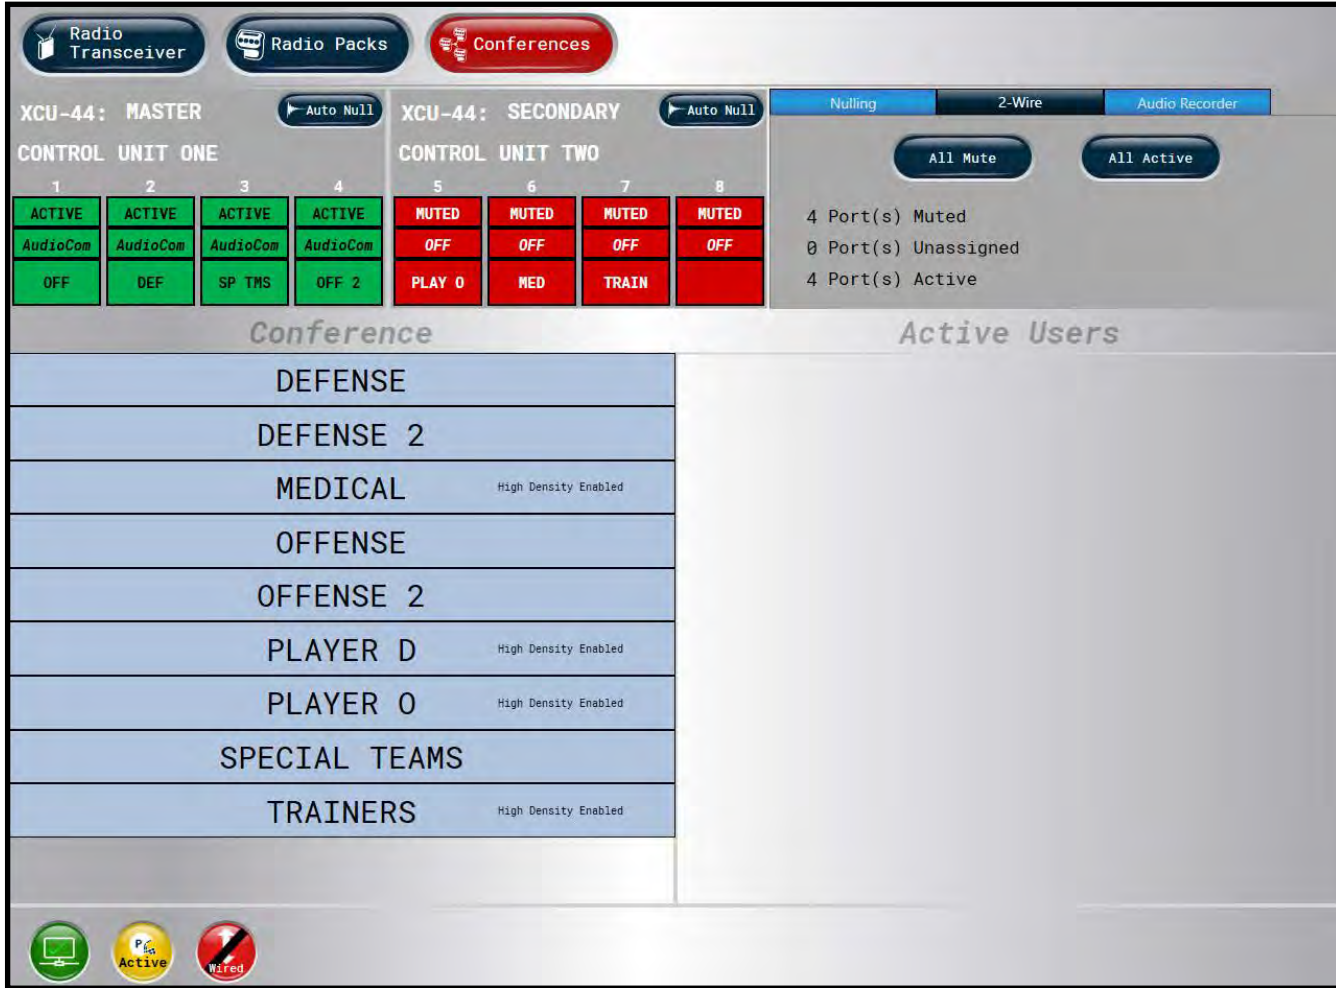 Radio
Transceiver
Radio Packs
Conferences
XCU-44: MASTER
Auto Null
XCU-44: SECONDARY
Auto Null
Nulling
2-Wire
Audio Recorder
CONTROL UNIT ONE
CONTROL UNIT TWO
All Mute
All Active
1 2 3 4 5 6 7 8
ACTIVE ACTIVE ACTIVE ACTIVE MUTED MUTED MUTED MUTED
AudioCom AudioCom AudioCom AudioCom OFF OFF OFF OFF
OFF DEF SP TMS OFF 2 PLAY O MED TRAIN
4 Port(s) Muted
0 Port(s) Unassigned
4 Port(s) Active
Conference
Active Users
DEFENSE
DEFENSE 2
MEDICAL High Density Enabled
OFFENSE
OFFENSE 2
PLAYER D High Density Enabled
PLAYER O High Density Enabled
SPECIAL TEAMS
TRAINERS High Density Enabled
P
Active
Wired